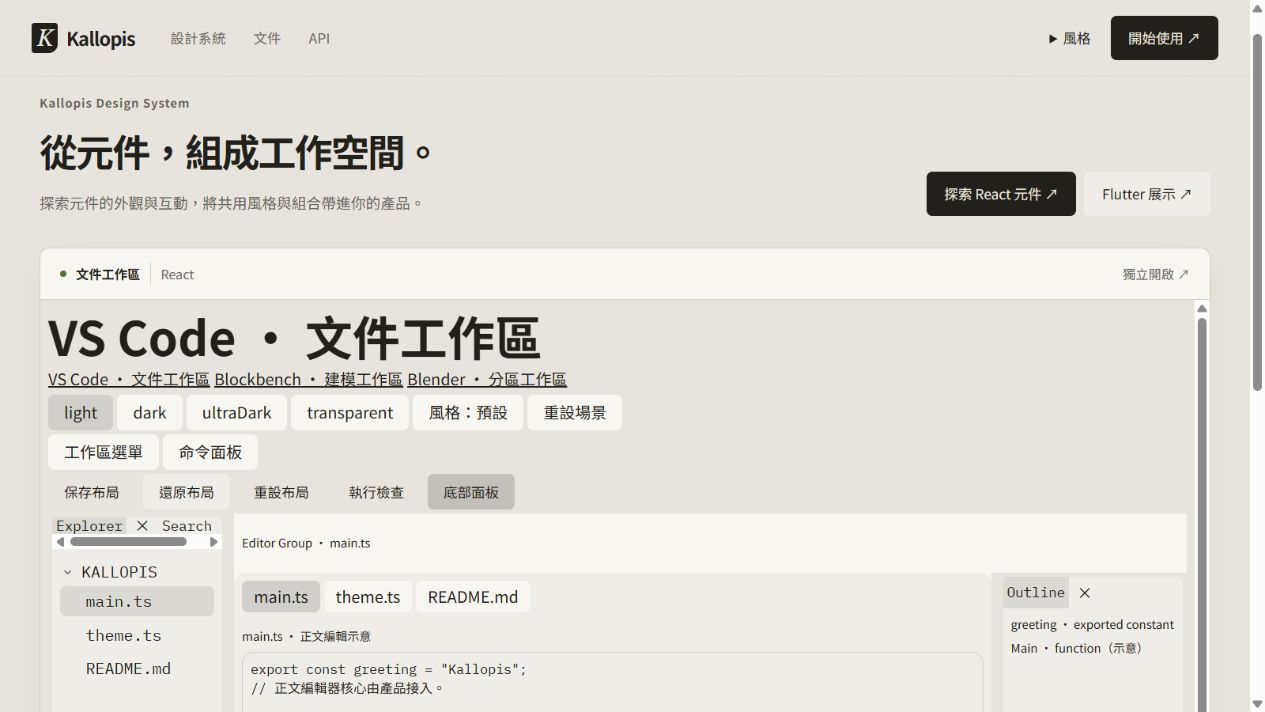 K Kallopis 設計系統 文件 API ▶ 風格 開始使用 ↗
Kallopis Design System
從元件，組成工作空間。
探索元件的外觀與互動，將共用風格與組合帶進你的產品。
探索 React 元件 ↗ Flutter 展示 ↗
文件工作區 React 獨立開啟 ↗
VS Code · 文件工作區
VS Code · 文件工作區 Blockbench · 建模工作區 Blender · 分區工作區
light dark ultraDark transparent 風格：預設 重設場景
工作區選單 命令面板
保存布局 還原布局 重設布局 執行檢查 底部面板
Explorer × Search
Editor Group · main.ts
KALLOPIS
main.ts
theme.ts
README.md
main.ts theme.ts README.md
main.ts · 正文編輯示意
export const greeting = "Kallopis";
// 正文編輯器核心由產品接入。
Outline ×
greeting · exported constant
Main · function（示意）